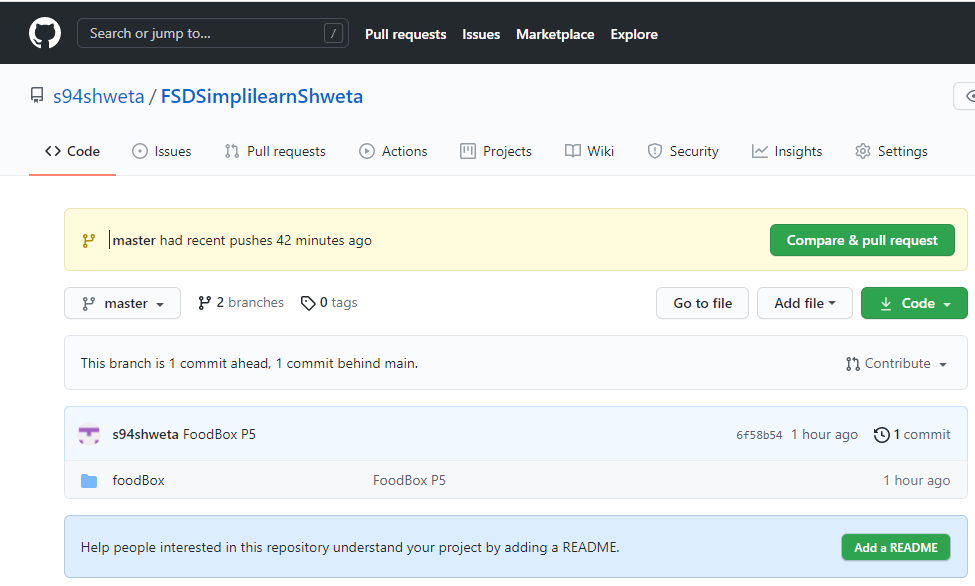 Search or jump to... / Pull requests Issues Marketplace Explore
s94shweta / FSDSimplilearnShweta
Code Issues Pull requests Actions Projects Wiki Security Insights Settings
master had recent pushes 42 minutes ago Compare & pull request
master 2 branches 0 tags Go to file Add file Code
This branch is 1 commit ahead, 1 commit behind main. Contribute
s94shweta FoodBox P5 6f58b54 1 hour ago 1 commit
foodBox FoodBox P5 1 hour ago
Help people interested in this repository understand your project by adding a README. Add a README